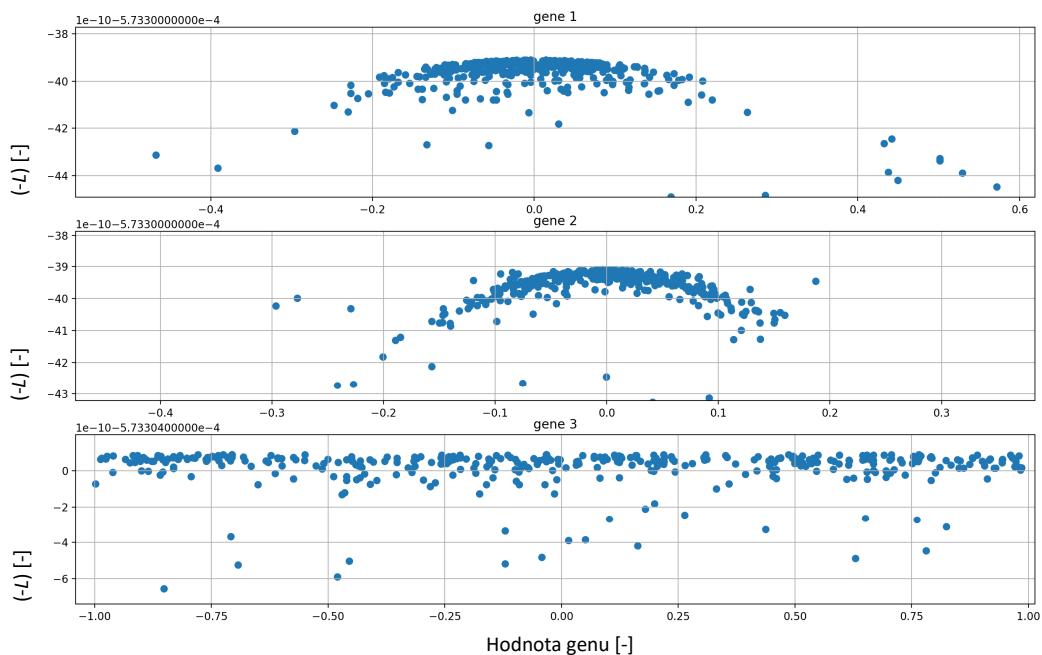 1e−10−5.7330000000e−4
gene 1
−38
−40
−42
−44
(-L) [-]
−0.4 −0.2 0.0 0.2 0.4 0.6
1e−10−5.7330000000e−4
gene 2
−38
−39
−40
−41
−42
−43
(-L) [-]
−0.4 −0.3 −0.2 −0.1 0.0 0.1 0.2 0.3
1e−10−5.7330400000e−4
gene 3
0
−2
−4
−6
(-L) [-]
−1.00 −0.75 −0.50 −0.25 0.00 0.25 0.50 0.75 1.00
Hodnota genu [-]